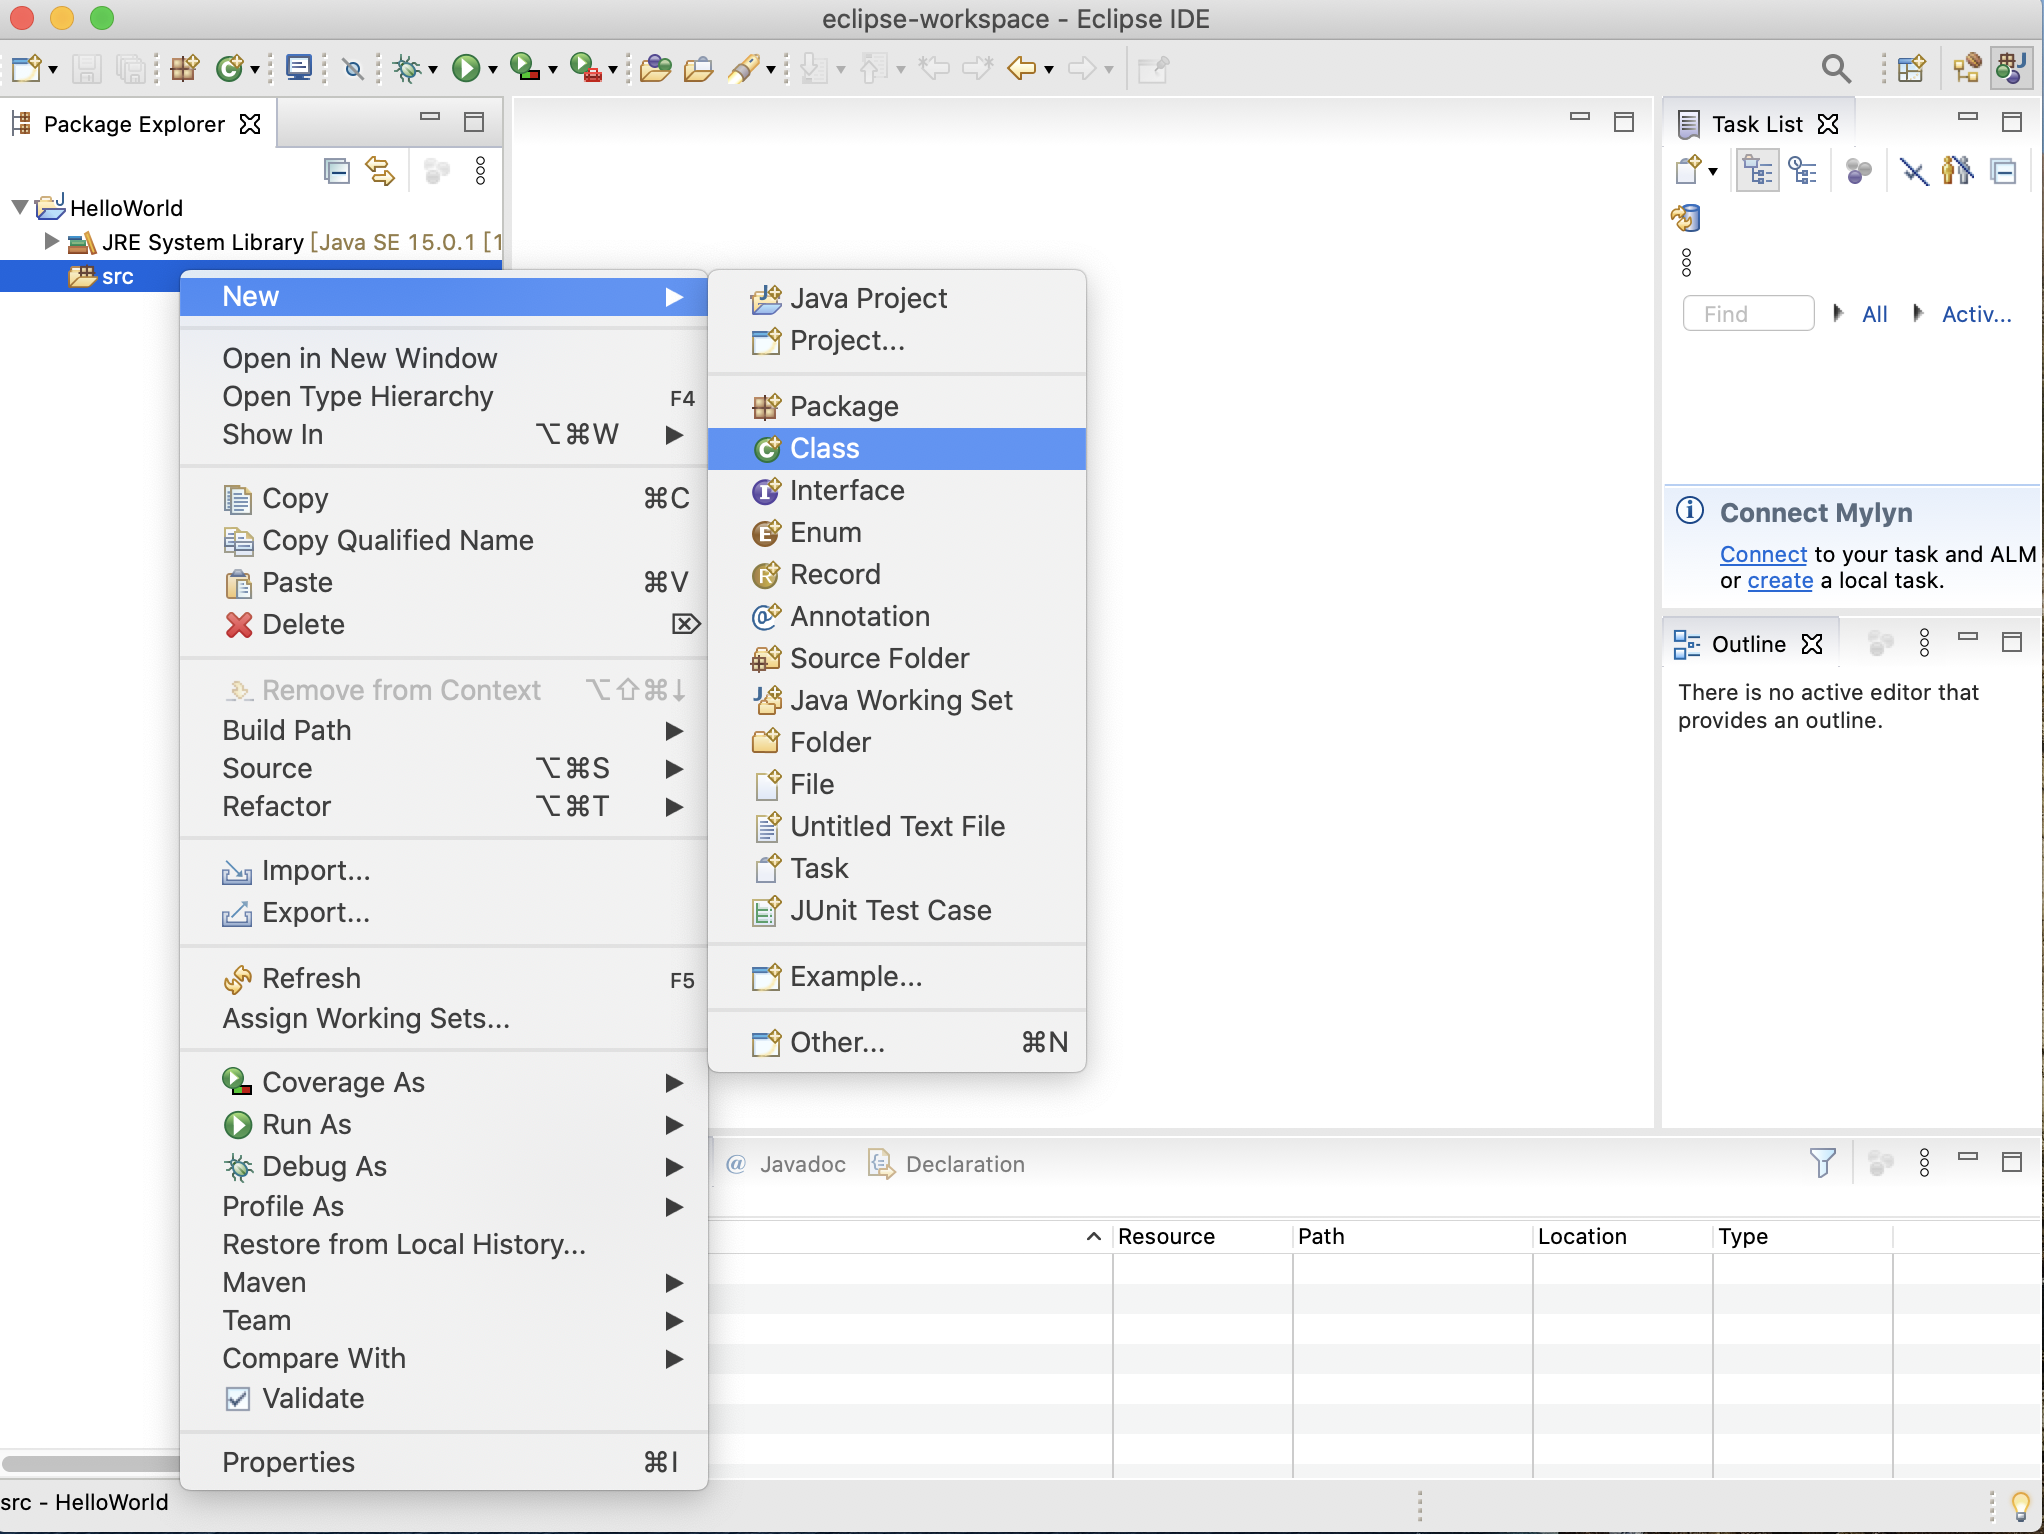 eclipse-workspace - Eclipse IDE
Package Explorer
HelloWorld
JRE System Library [Java SE 15.0.1 [1
src
New
Open in New Window
Open Type Hierarchy F4
Show In ⌥⌘W
Copy ⌘C
Copy Qualified Name
Paste ⌘V
Delete ⌦
Remove from Context ⌥⇧⌘↓
Build Path
Source ⌥⌘S
Refactor ⌥⌘T
Import...
Export...
Refresh F5
Assign Working Sets...
Coverage As
Run As
Debug As
Profile As
Restore from Local History...
Maven
Team
Compare With
Validate
Properties ⌘I
Java Project
Project...
Package
Class
Interface
Enum
Record
Annotation
Source Folder
Java Working Set
Folder
File
Untitled Text File
Task
JUnit Test Case
Example...
Other... ⌘N
Task List
Find All Activ...
Connect Mylyn
Connect to your task and ALM
or create a local task.
Outline
There is no active editor that
provides an outline.
@ Javadoc Declaration
Resource Path Location Type
src - HelloWorld